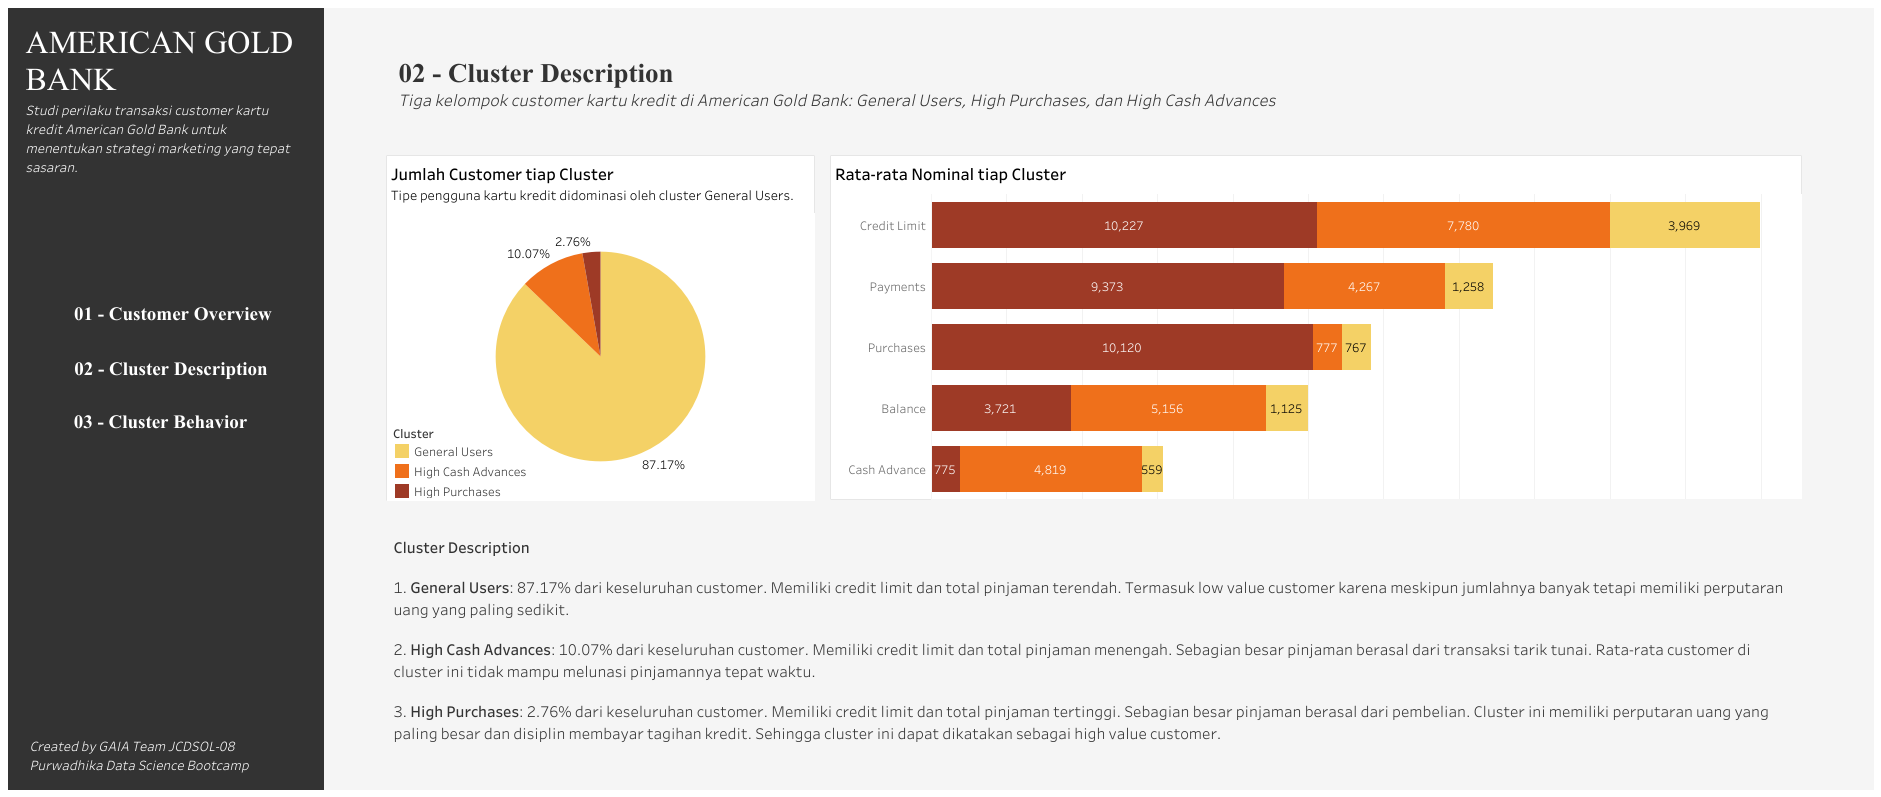 AMERICAN GOLD
BANK
Studi perilaku transaksi customer kartu
kredit American Gold Bank untuk
menentukan strategi marketing yang tepat
sasaran.
01 - Customer Overview
02 - Cluster Description
03 - Cluster Behavior
Created by GAIA Team JCDSOL-08
Purwadhika Data Science Bootcamp
02 - Cluster Description
Tiga kelompok customer kartu kredit di American Gold Bank: General Users, High Purchases, dan High Cash Advances
Jumlah Customer tiap Cluster
Tipe pengguna kartu kredit didominasi oleh cluster General Users.
2.76%
10.07%
87.17%
Cluster
General Users
High Cash Advances
High Purchases
Rata-rata Nominal tiap Cluster
Credit Limit 10,227 7,780 3,969
Payments 9,373 4,267 1,258
Purchases 10,120 777 767
Balance 3,721 5,156 1,125
Cash Advance 775 4,819 559
Cluster Description
1. General Users: 87.17% dari keseluruhan customer. Memiliki credit limit dan total pinjaman terendah. Termasuk low value customer karena meskipun jumlahnya banyak tetapi memiliki perputaran
uang yang paling sedikit.
2. High Cash Advances: 10.07% dari keseluruhan customer. Memiliki credit limit dan total pinjaman menengah. Sebagian besar pinjaman berasal dari transaksi tarik tunai. Rata-rata customer di
cluster ini tidak mampu melunasi pinjamannya tepat waktu.
3. High Purchases: 2.76% dari keseluruhan customer. Memiliki credit limit dan total pinjaman tertinggi. Sebagian besar pinjaman berasal dari pembelian. Cluster ini memiliki perputaran uang yang
paling besar dan disiplin membayar tagihan kredit. Sehingga cluster ini dapat dikatakan sebagai high value customer.